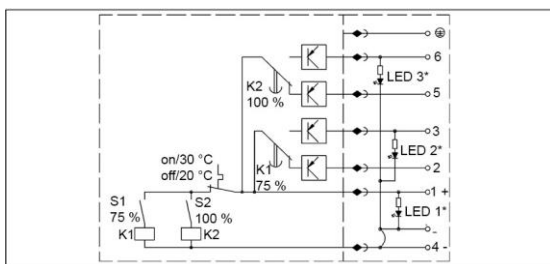 6
K2
100 %
LED 3*
5
3
on/30 °C
off/20 °C
K1
75 %
LED 2*
2
1 +
S1
75 %
S2
100 %
LED 1*
K1
K2
-
4 -